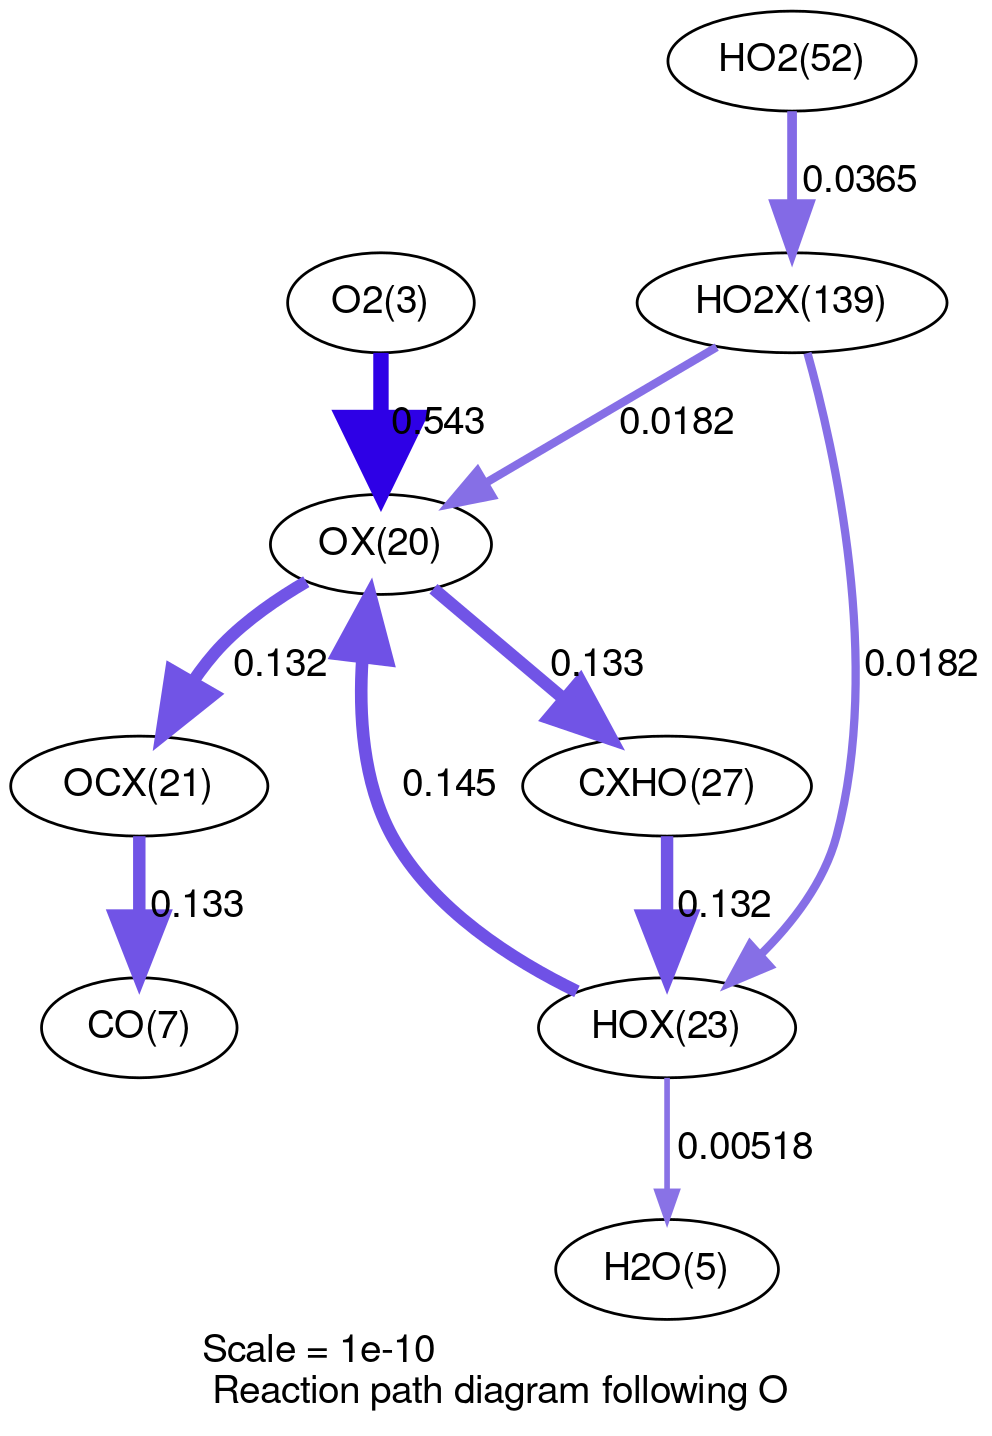 HO2(52)
0.0365
O2(3)
HO2X(139)
0.543
0.0182
OX(20)
0.132
0.133
0.0182
OCX(21)
0.145
CXHO(27)
0.133
0.132
CO(7)
HOX(23)
0.00518
H2O(5)
Scale = 1e-10
Reaction path diagram following O